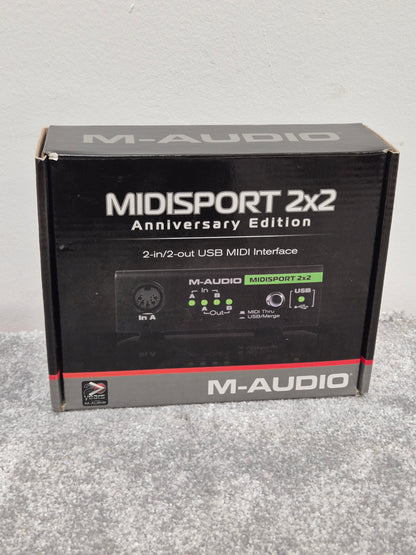 M-AUDIO
MIDISPORT 2x2
Anniversary Edition
2-in/2-out USB MIDI Interface
M-AUDIO MIDISPORT 2x2
In
A B
A B
Out
In A
MIDI Thru
USB/Merge
USB
M-AUDIO